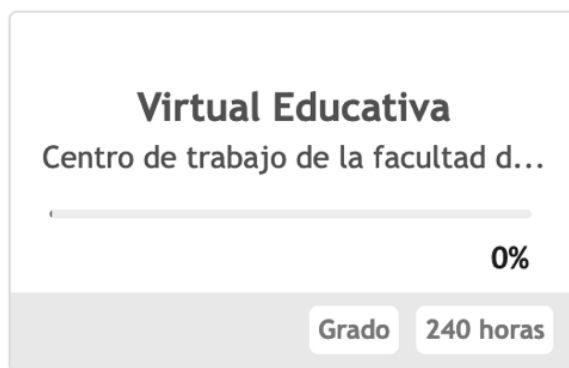 Virtual Educativa
Centro de trabajo de la facultad d...
0%
Grado 240 horas